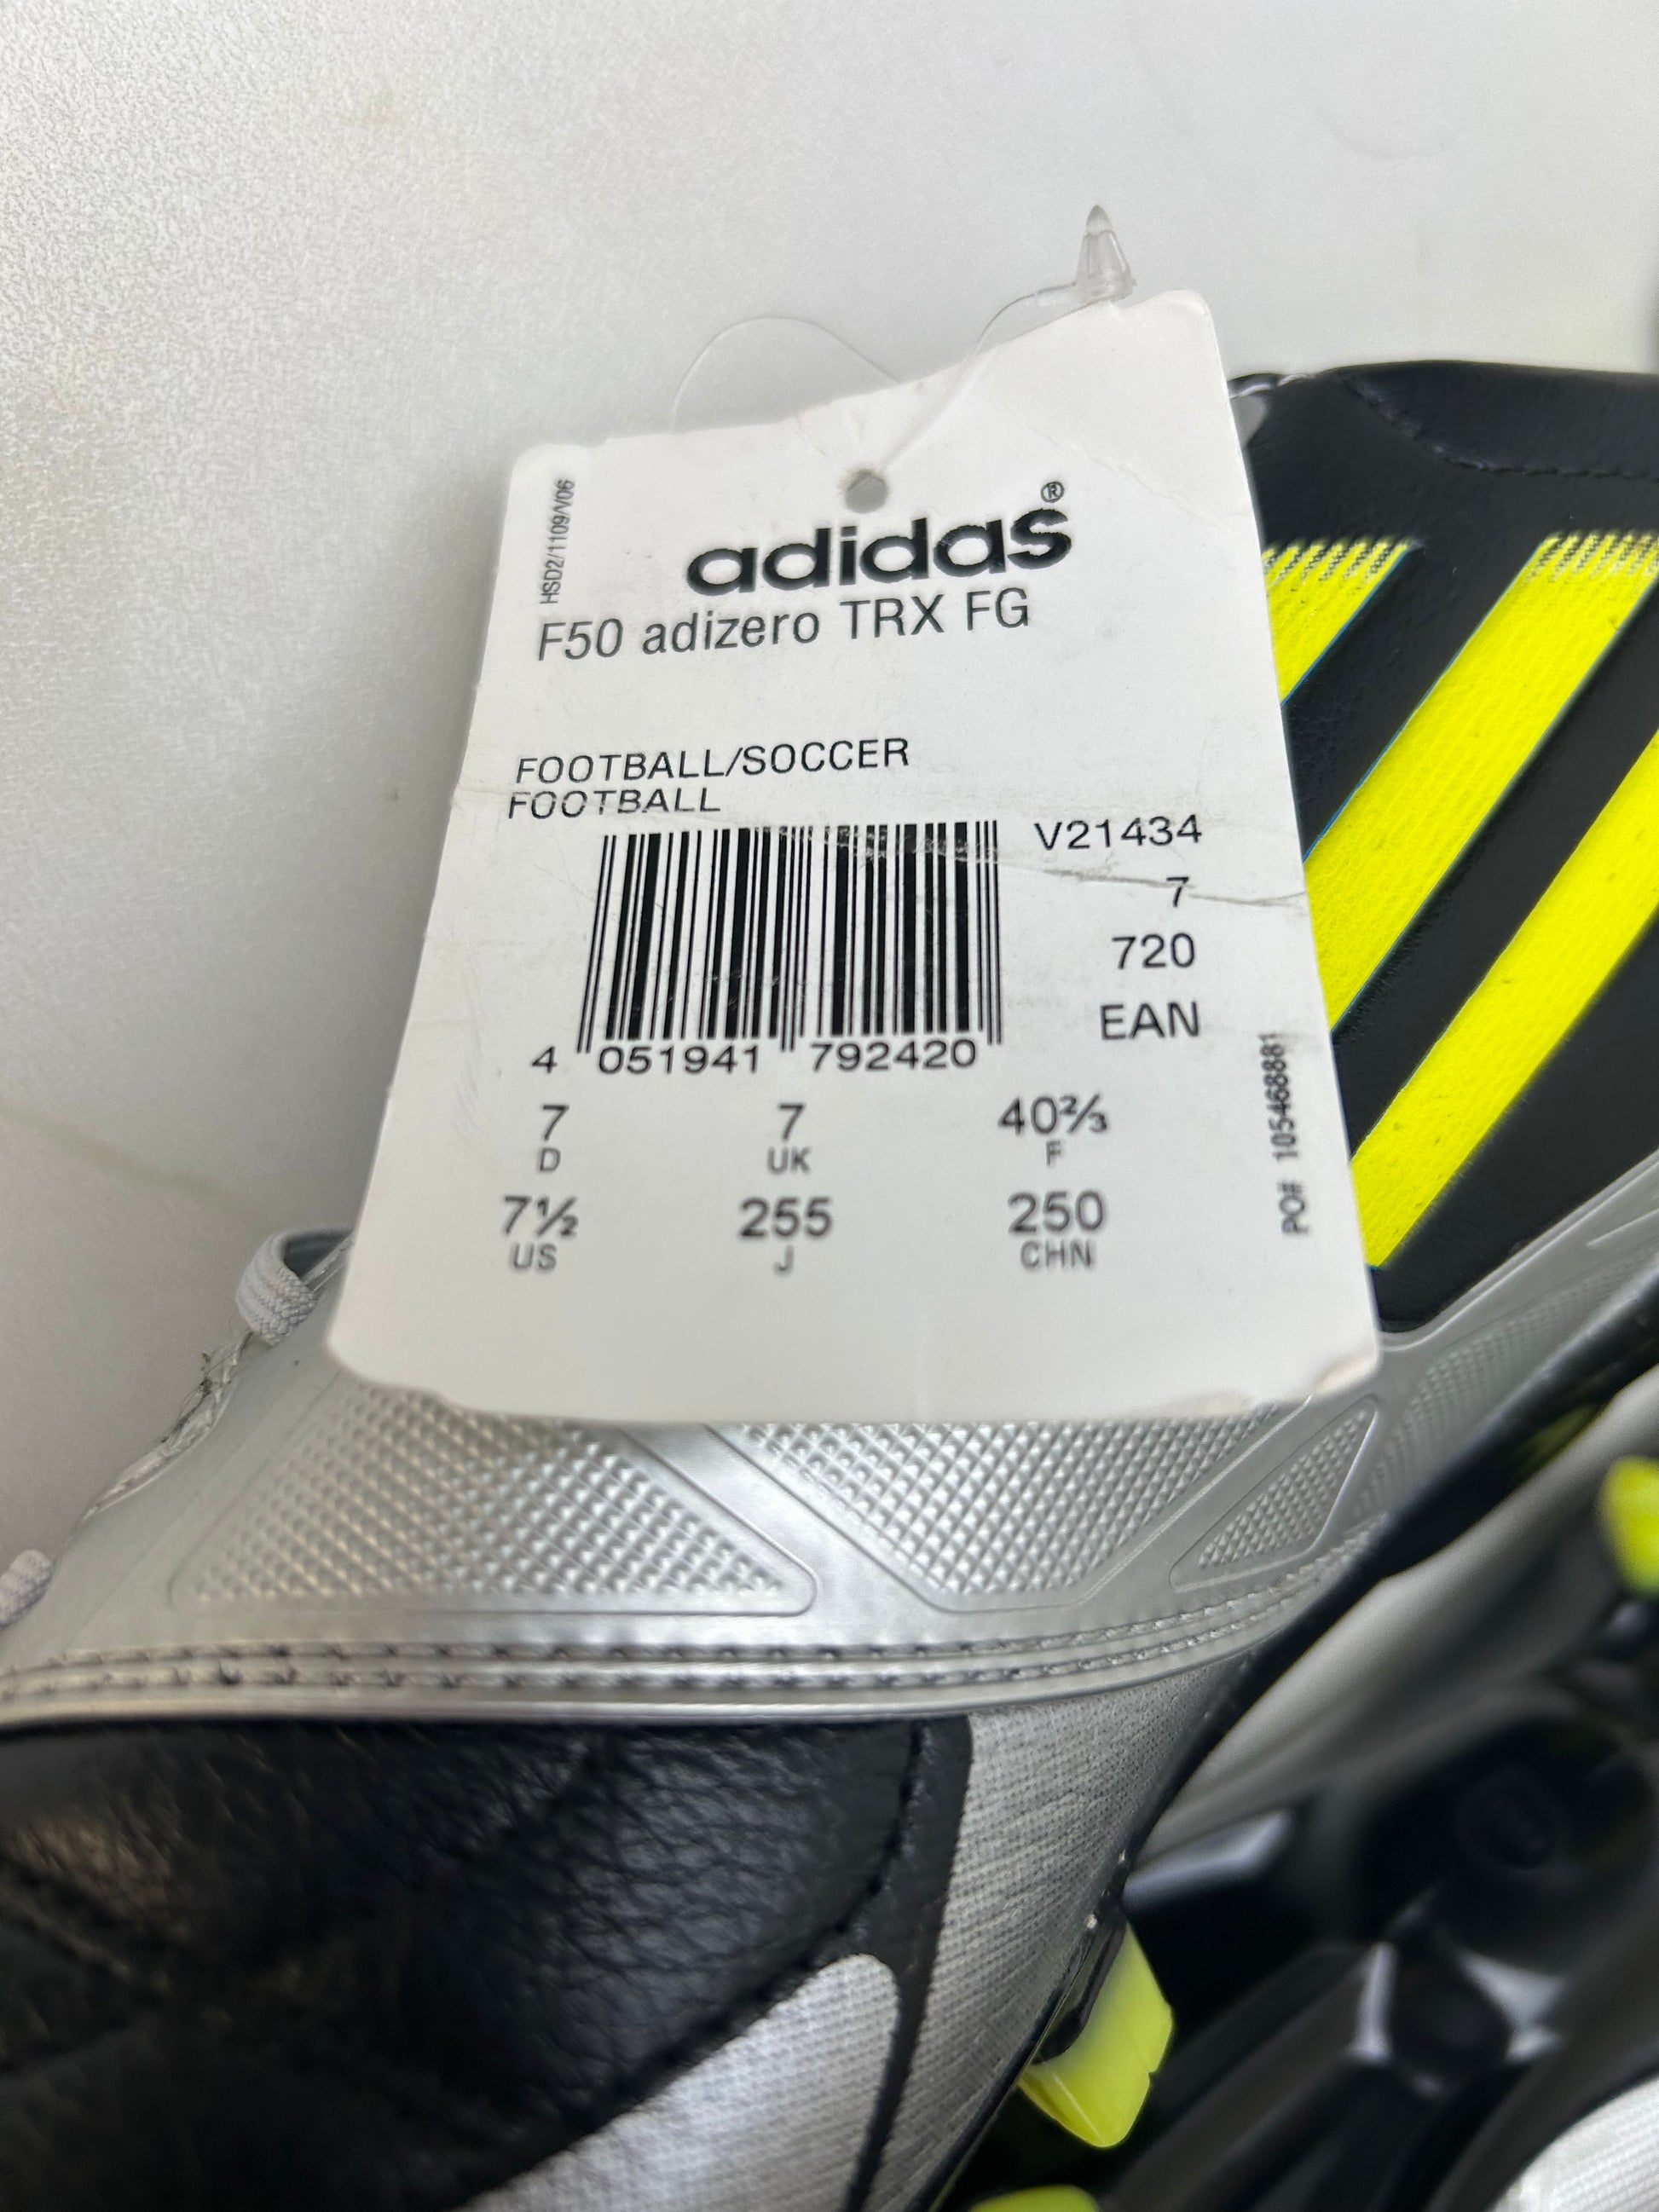 HSD2/1109/V06
adidas®
F50 adizero TRX FG
FOOTBALL/SOCCER
FOOTBALL
V21434
7
720
EAN
4 051941 792420
7 7 40⅔
D UK F
7½ 255 250
US J CHN
PO# 105468881